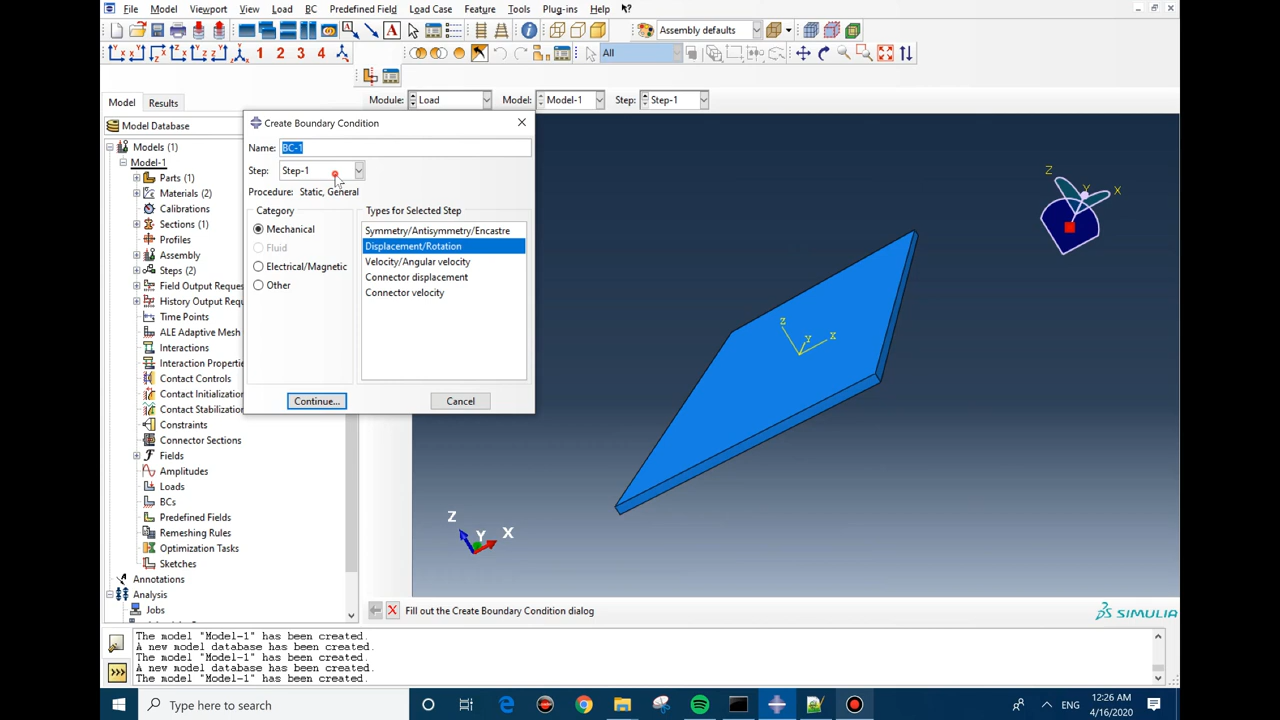 File Model Viewport View Load BC Predefined Field Load Case Feature Tools Plug-ins Help
A Assembly defaults
1 2 3 4 All
Module: Load Model: Model-1 Step: Step-1
Model Results
Model Database
Models (1)
Model-1
Parts (1)
Materials (2)
Calibrations
Sections (1)
Profiles
Assembly
Steps (2)
Field Output Reque
History Output Requ
Time Points
ALE Adaptive Mesh
Interactions
Interaction Propertie
Contact Controls
Contact Initialization
Contact Stabilization
Constraints
Connector Sections
Fields
Amplitudes
Loads
BCs
Predefined Fields
Remeshing Rules
Optimization Tasks
Sketches
Annotations
Analysis
Jobs
Create Boundary Condition
Name: BC-1
Step: Step-1
Procedure: Static, General
Category
Mechanical
Fluid
Electrical/Magnetic
Other
Types for Selected Step
Symmetry/Antisymmetry/Encastre
Displacement/Rotation
Velocity/Angular velocity
Connector displacement
Connector velocity
Continue... Cancel
Z Y X
Z Y X
Z Y X
Fill out the Create Boundary Condition dialog
SIMULIA
The model "Model-1" has been created.
A new model database has been created.
The model "Model-1" has been created.
A new model database has been created.
The model "Model-1" has been created.
Type here to search
ENG
12:26 AM
4/16/2020